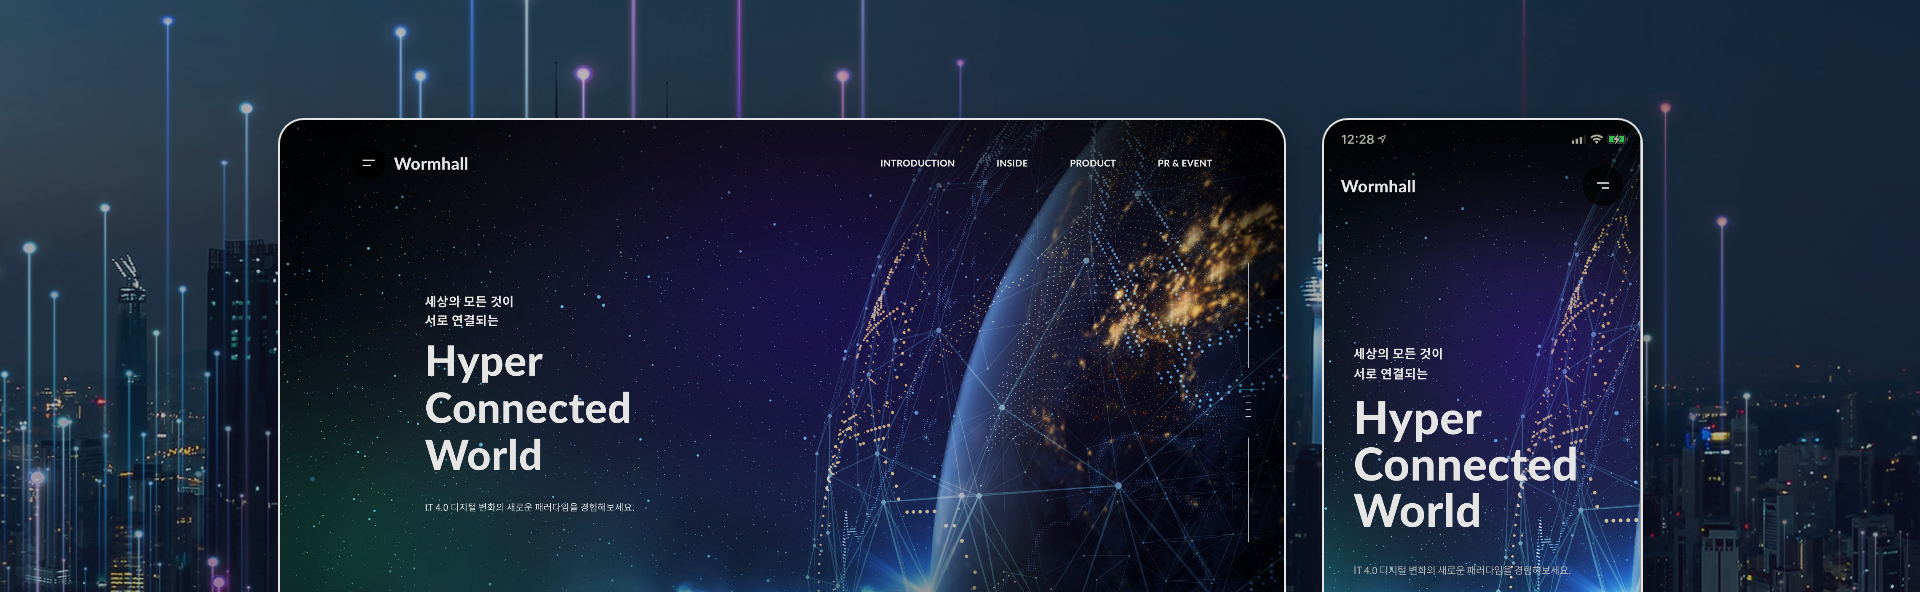 Wormhall
INTRODUCTION INSIDE PRODUCT PR & EVENT
세상의 모든 것이
서로 연결되는
Hyper
Connected
World
IT 4.0 디지털 변화의 새로운 패러다임을 경험해보세요.
12:28
Wormhall
세상의 모든 것이
서로 연결되는
Hyper
Connected
World
IT 4.0 디지털 변화의 새로운 패러다임을 경험해보세요.